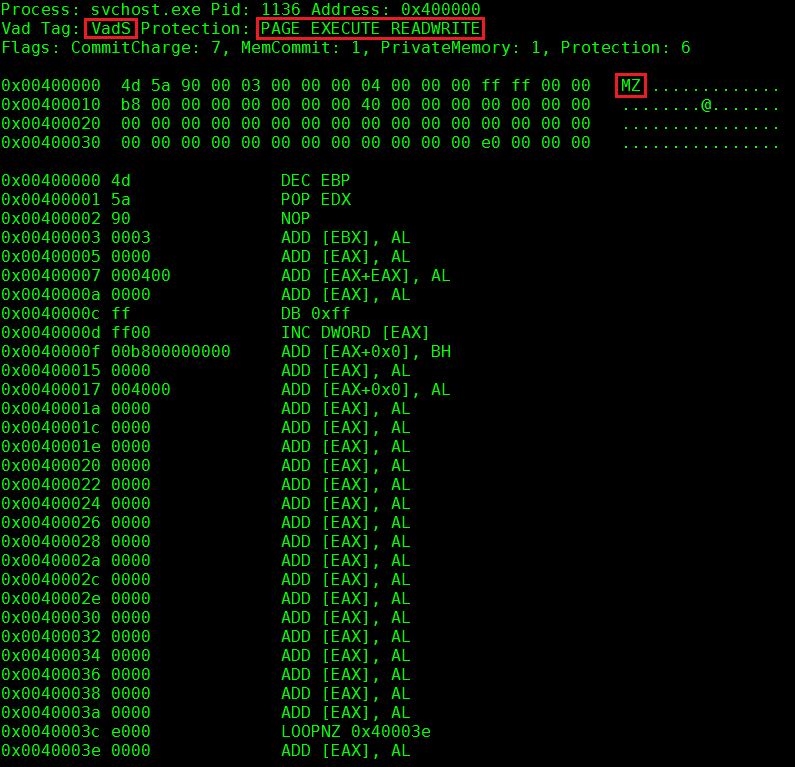 Process: svchost.exe Pid: 1136 Address: 0x400000
Vad Tag: VadS Protection: PAGE_EXECUTE_READWRITE
Flags: CommitCharge: 7, MemCommit: 1, PrivateMemory: 1, Protection: 6
0x00400000  4d 5a 90 00 03 00 00 00 04 00 00 00 ff ff 00 00   MZ..............
0x00400010  b8 00 00 00 00 00 00 00 40 00 00 00 00 00 00 00   ........@.......
0x00400020  00 00 00 00 00 00 00 00 00 00 00 00 00 00 00 00   ................
0x00400030  00 00 00 00 00 00 00 00 00 00 00 00 e0 00 00 00   ................
0x00400000 4d               DEC EBP
0x00400001 5a               POP EDX
0x00400002 90               NOP
0x00400003 0003             ADD [EBX], AL
0x00400005 0000             ADD [EAX], AL
0x00400007 000400           ADD [EAX+EAX], AL
0x0040000a 0000             ADD [EAX], AL
0x0040000c ff               DB 0xff
0x0040000d ff00             INC DWORD [EAX]
0x0040000f 00b800000000     ADD [EAX+0x0], BH
0x00400015 0000             ADD [EAX], AL
0x00400017 004000           ADD [EAX+0x0], AL
0x0040001a 0000             ADD [EAX], AL
0x0040001c 0000             ADD [EAX], AL
0x0040001e 0000             ADD [EAX], AL
0x00400020 0000             ADD [EAX], AL
0x00400022 0000             ADD [EAX], AL
0x00400024 0000             ADD [EAX], AL
0x00400026 0000             ADD [EAX], AL
0x00400028 0000             ADD [EAX], AL
0x0040002a 0000             ADD [EAX], AL
0x0040002c 0000             ADD [EAX], AL
0x0040002e 0000             ADD [EAX], AL
0x00400030 0000             ADD [EAX], AL
0x00400032 0000             ADD [EAX], AL
0x00400034 0000             ADD [EAX], AL
0x00400036 0000             ADD [EAX], AL
0x00400038 0000             ADD [EAX], AL
0x0040003a 0000             ADD [EAX], AL
0x0040003c e000             LOOPNZ 0x40003e
0x0040003e 0000             ADD [EAX], AL